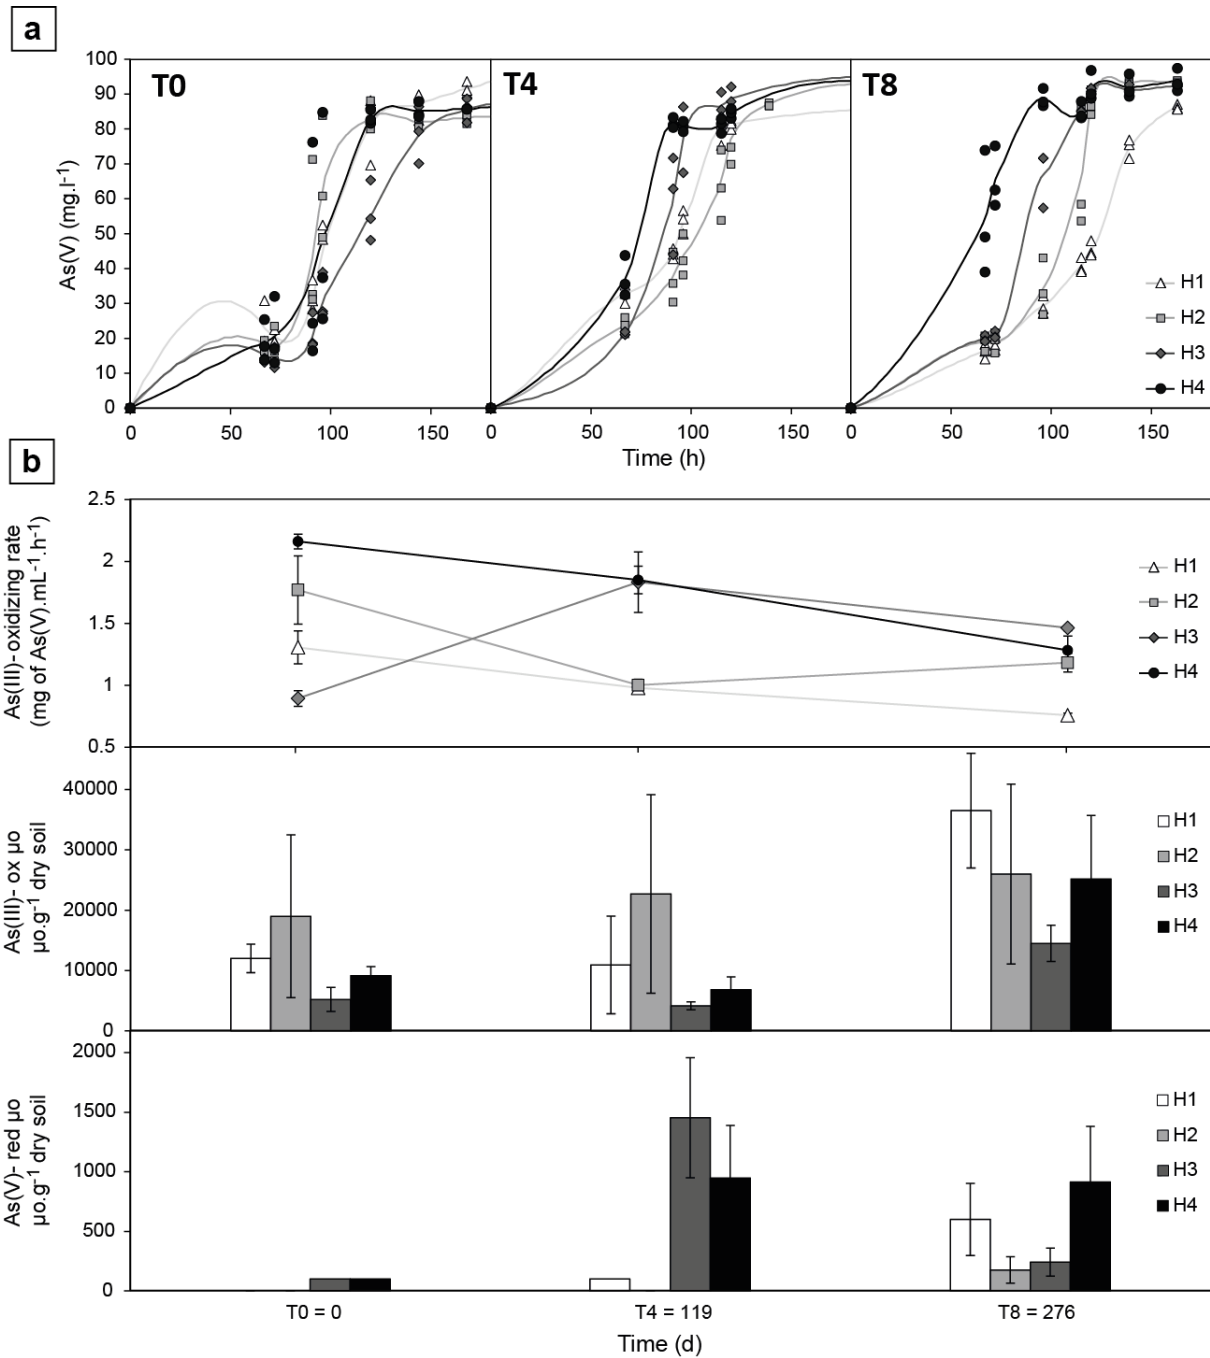 a
T0
T4
T8
As(V) (mg.l⁻¹)
100
90
80
70
60
50
40
30
20
10
0
H1
H2
H3
H4
0 50 100 150 0 50 100 150 0 50 100 150
Time (h)
b
As(III)- oxidizing rate
(mg of As(V).mL⁻¹.h⁻¹)
2.5
2
1.5
1
0.5
H1
H2
H3
H4
As(III)- ox µo
µo.g⁻¹ dry soil
40000
30000
20000
10000
0
H1
H2
H3
H4
As(V)- red µo
µo.g⁻¹ dry soil
2000
1500
1000
500
0
H1
H2
H3
H4
T0 = 0 T4 = 119 T8 = 276
Time (d)